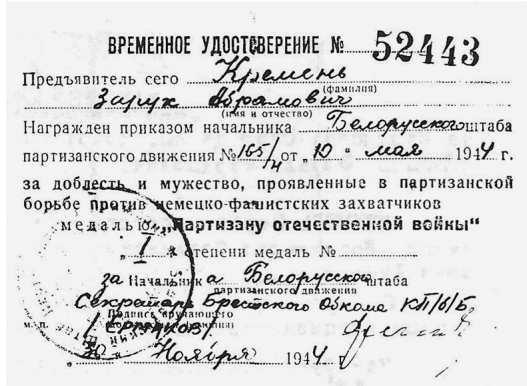 ВРЕМЕННОЕ УДОСТОВЕРЕНИЕ № 52443
Предъявитель сего Кремень
(фамилия)
Зарук Абрамович
(имя и отчество)
Награжден приказом начальника Белорусского штаба
партизанского движения № 165/н от „10“ мая 1944 г.
за доблесть и мужество, проявленные в партизанской
борьбе против немецко-фашистских захватчиков
медалью „Партизану отечественной войны“
„I“ степени медаль №
За Начальника Белорусского штаба
партизанского движения
Секретарь Брестского Обкома КП/б/Б
Подпись вручающего
м. п.
Ноября 1944 г.